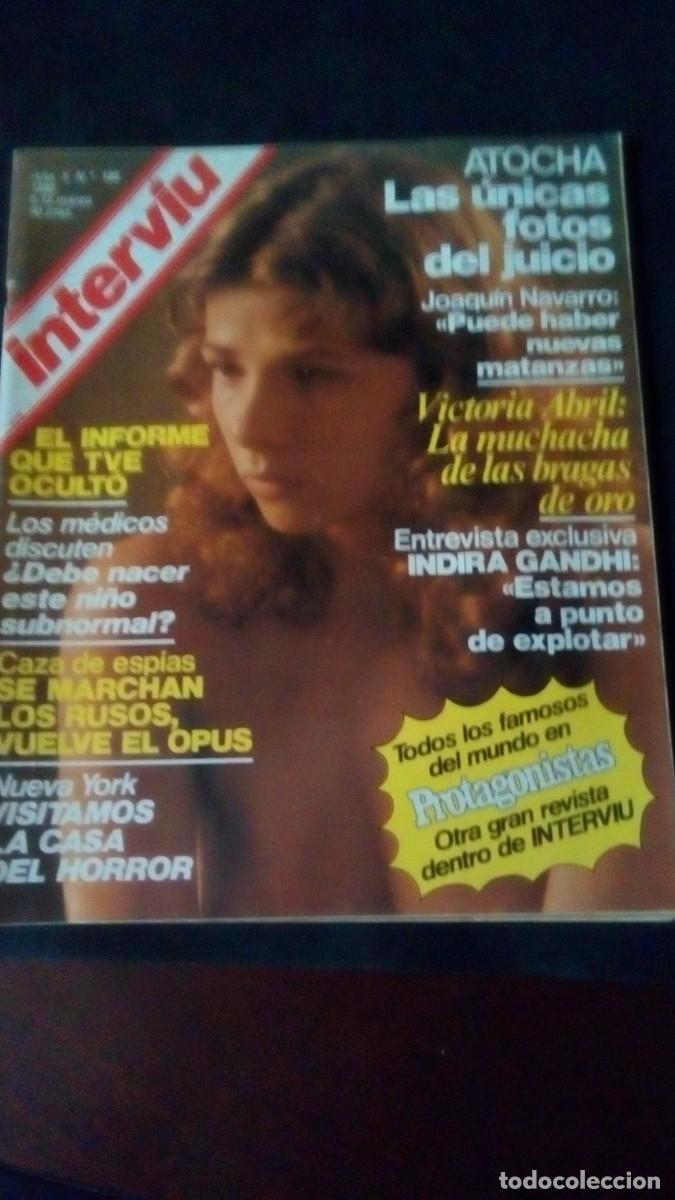 interviu
ATOCHA
Las únicas
fotos
del juicio
Joaquín Navarro:
«Puede haber
nuevas
matanzas»
Victoria Abril:
La muchacha
de las bragas
de oro
Entrevista exclusiva
INDIRA GANDHI:
«Estamos
a punto
de explotar»
EL INFORME
QUE TVE
OCULTÓ
Los médicos
discuten
¿Debe nacer
este niño
subnormal?
Caza de espías
SE MARCHAN
LOS RUSOS,
VUELVE EL OPUS
Nueva York
VISITAMOS
LA CASA
DEL HORROR
Todos los famosos
del mundo en
Protagonistas
Otra gran revista
dentro de INTERVIU
todocoleccion